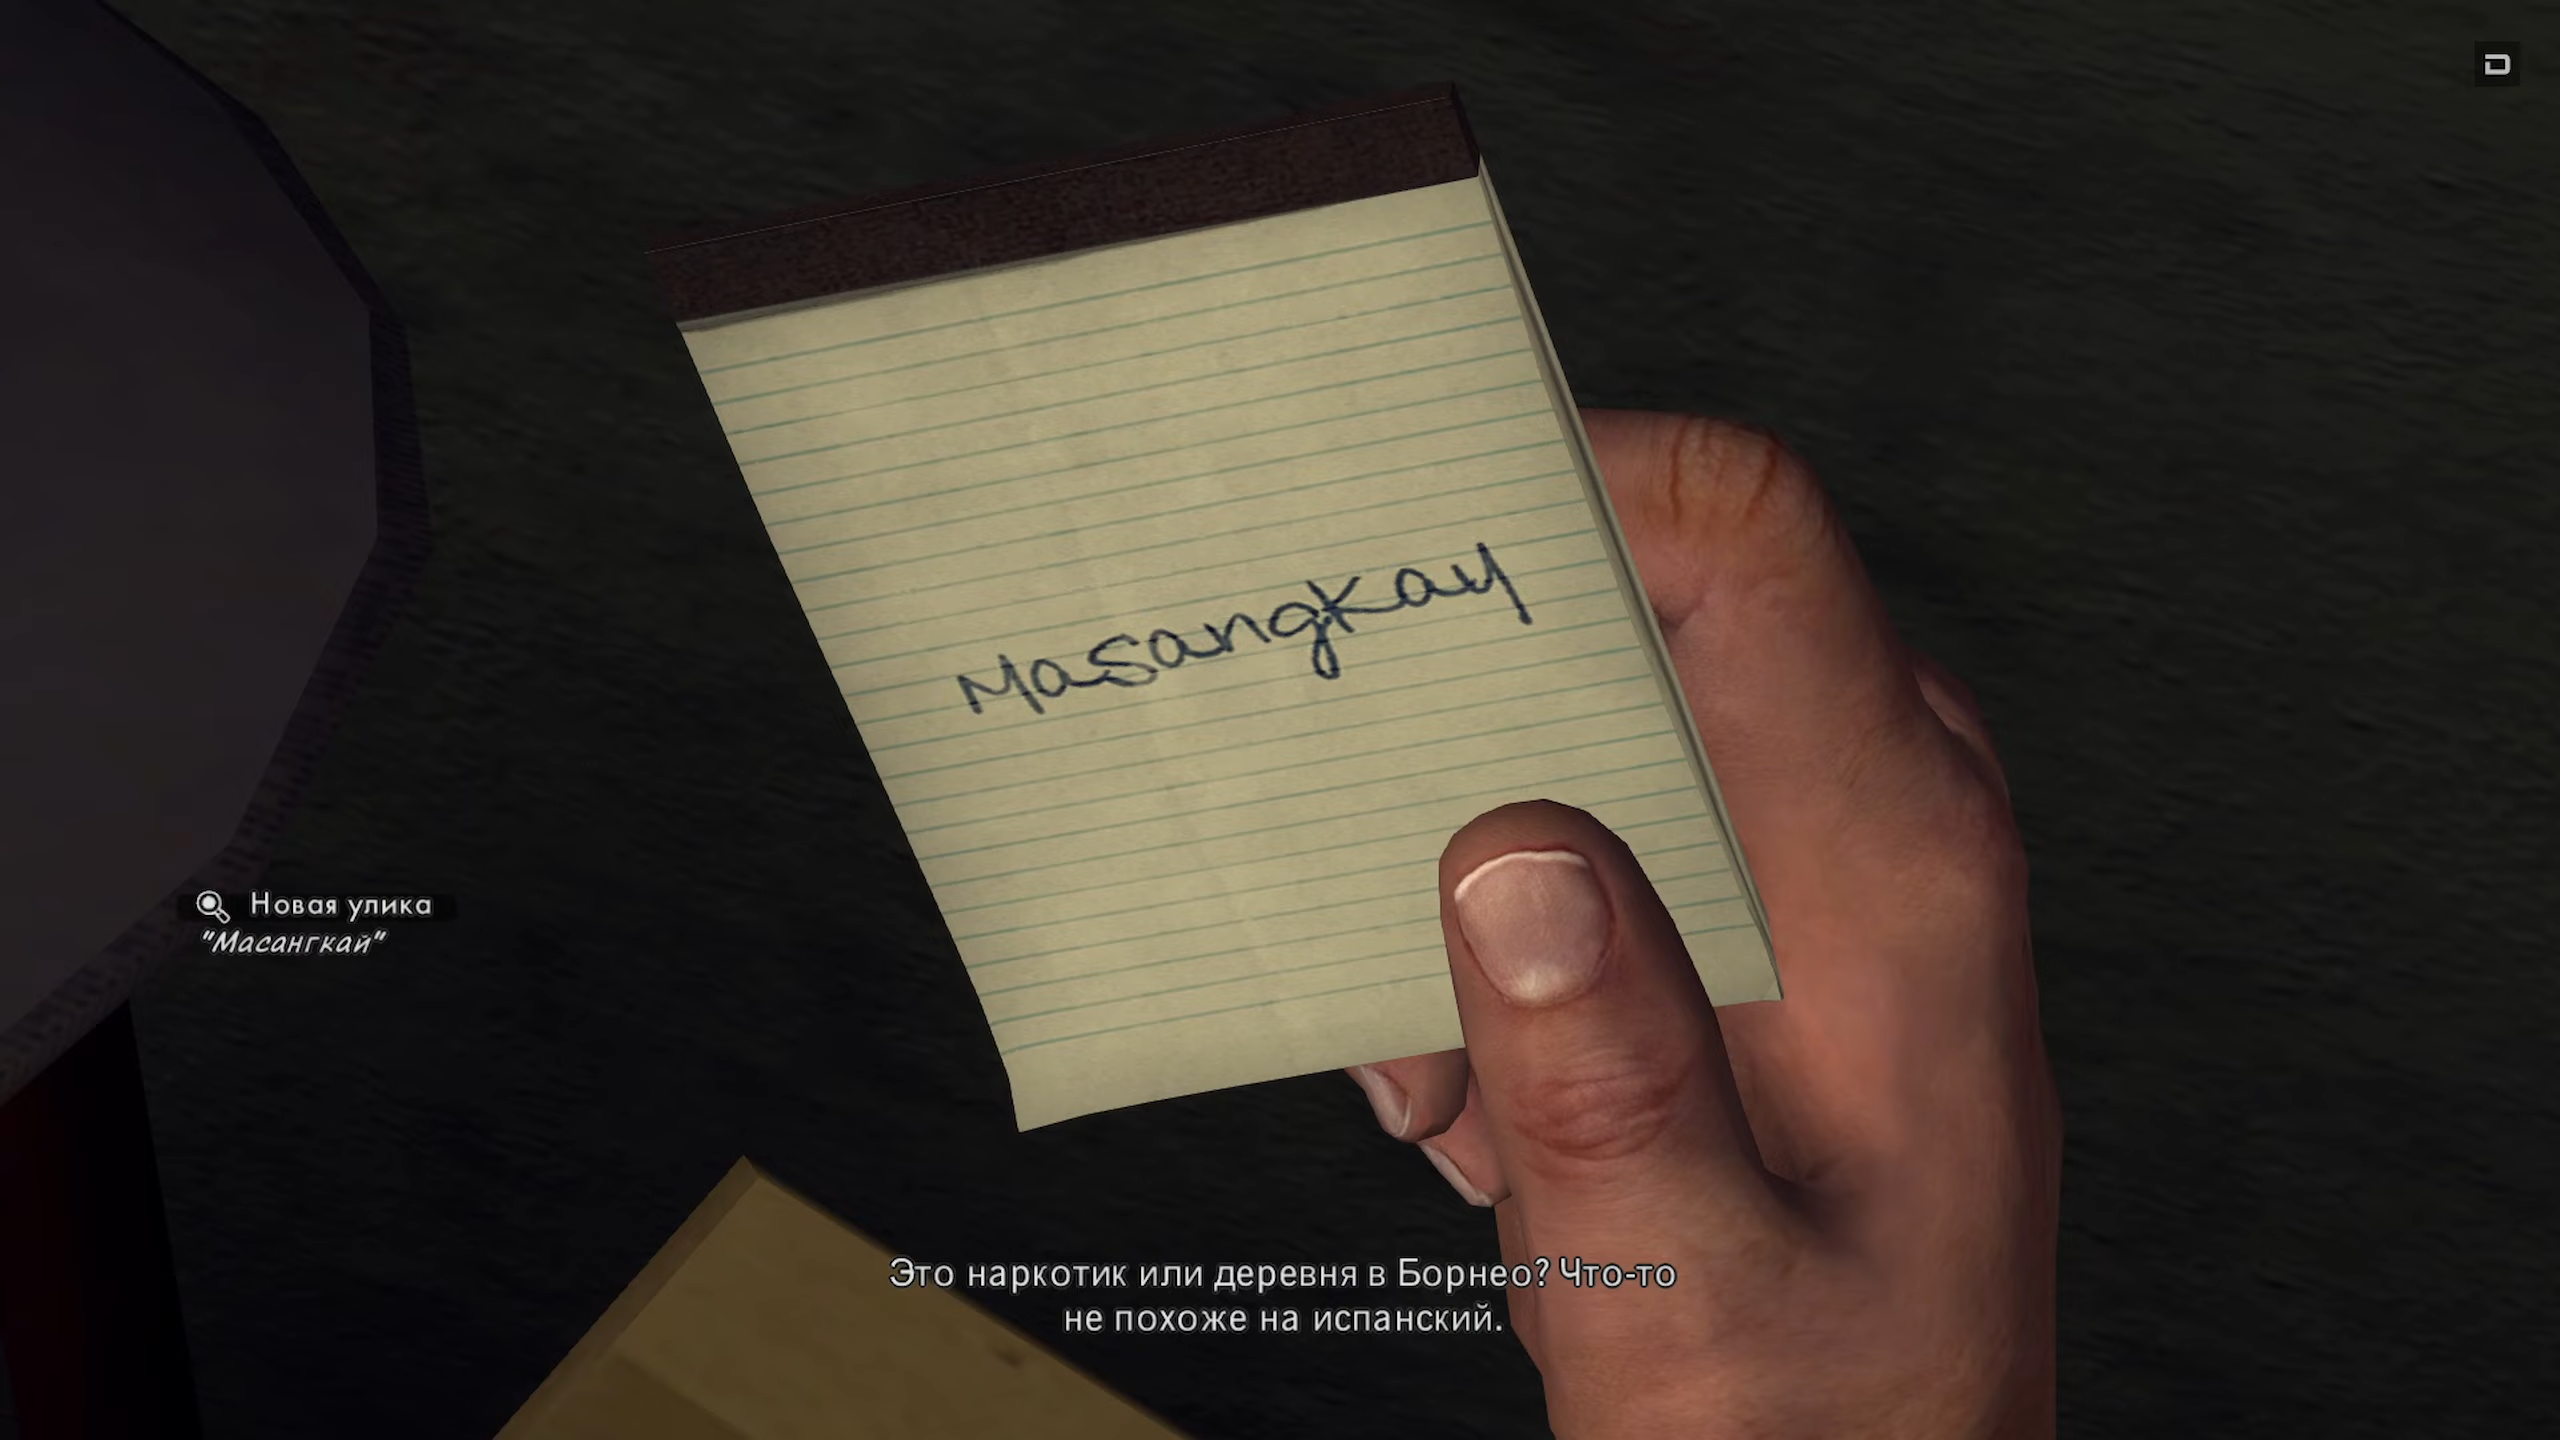 Masangkay
Новая улика
"Масангкай"
Это наркотик или деревня в Борнео? Что-то
не похоже на испанский.